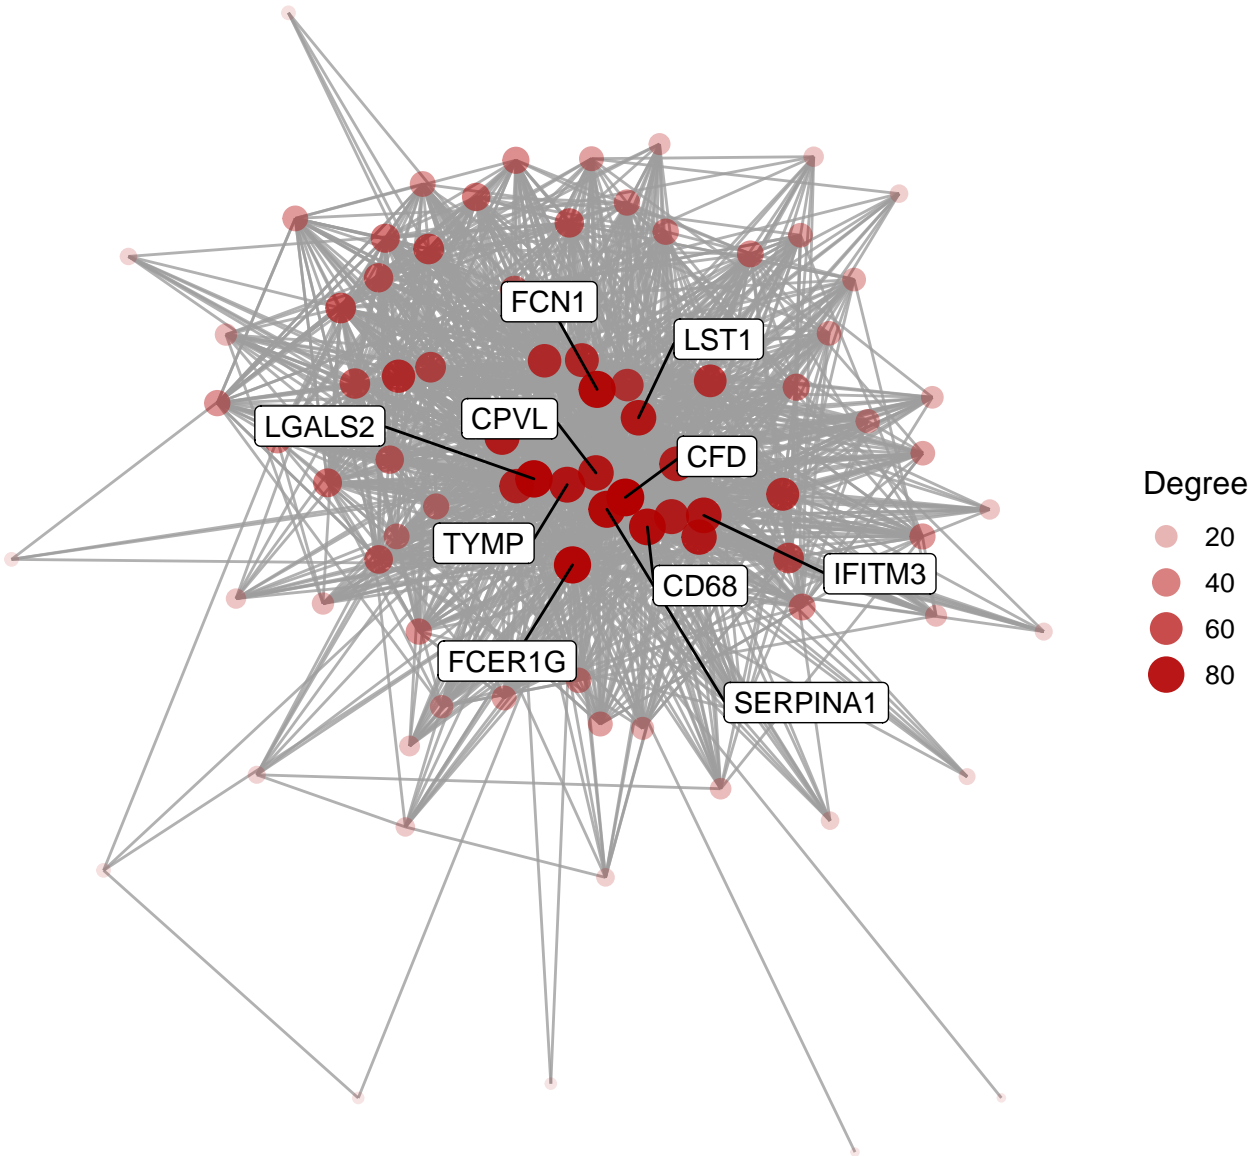 FCN1
LST1
LGALS2
CPVL
CFD
TYMP
CD68
IFITM3
FCER1G
SERPINA1
Degree
20
40
60
80